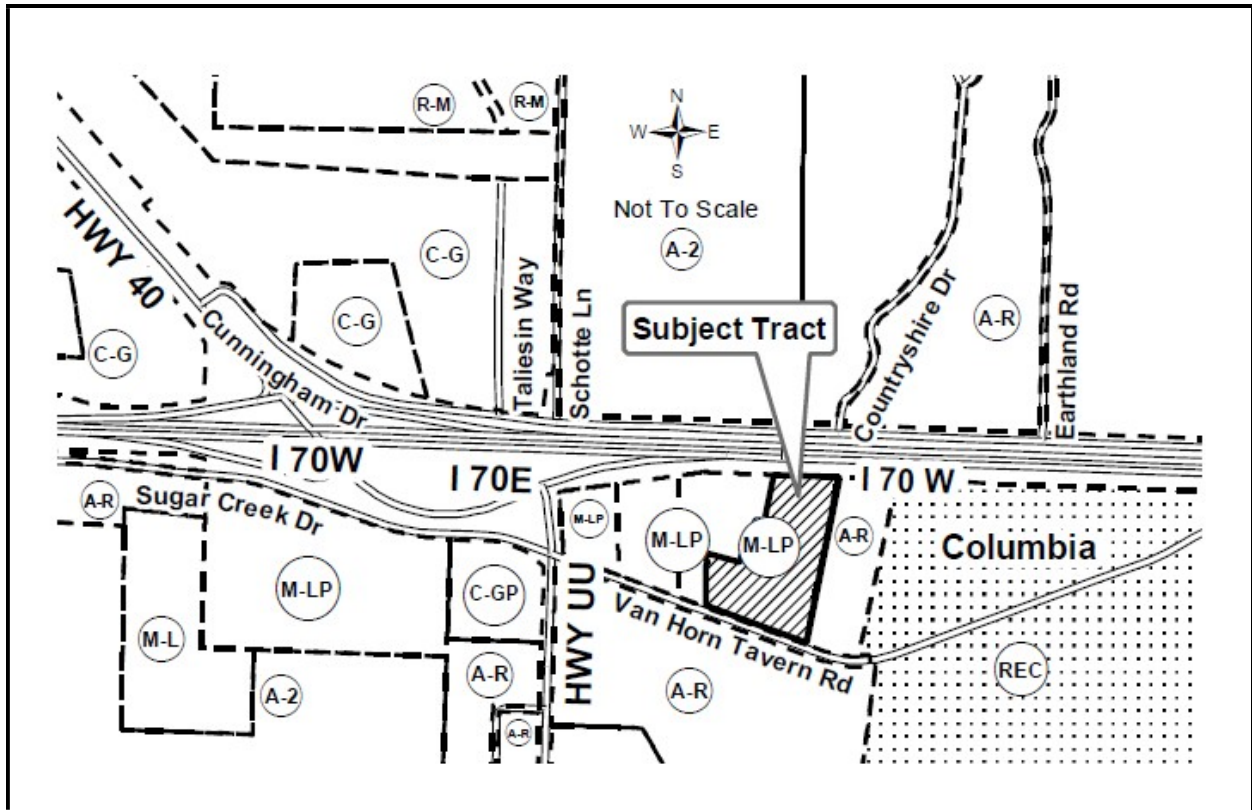 R-M
R-M
N
W E
S
Not To Scale
A-2
HWY 40
C-G
C-G
C-G
Cunningham Dr
Taliesin Way
Schotte Ln
Subject Tract
Countryshire Dr
A-R
Earthland Rd
I 70W
I 70E
I 70 W
A-R
Sugar Creek Dr
M-LP
M-LP
M-LP
A-R
Columbia
M-LP
C-GP
HWY UU
Van Horn Tavern Rd
M-L
A-2
A-R
A-R
A-R
REC